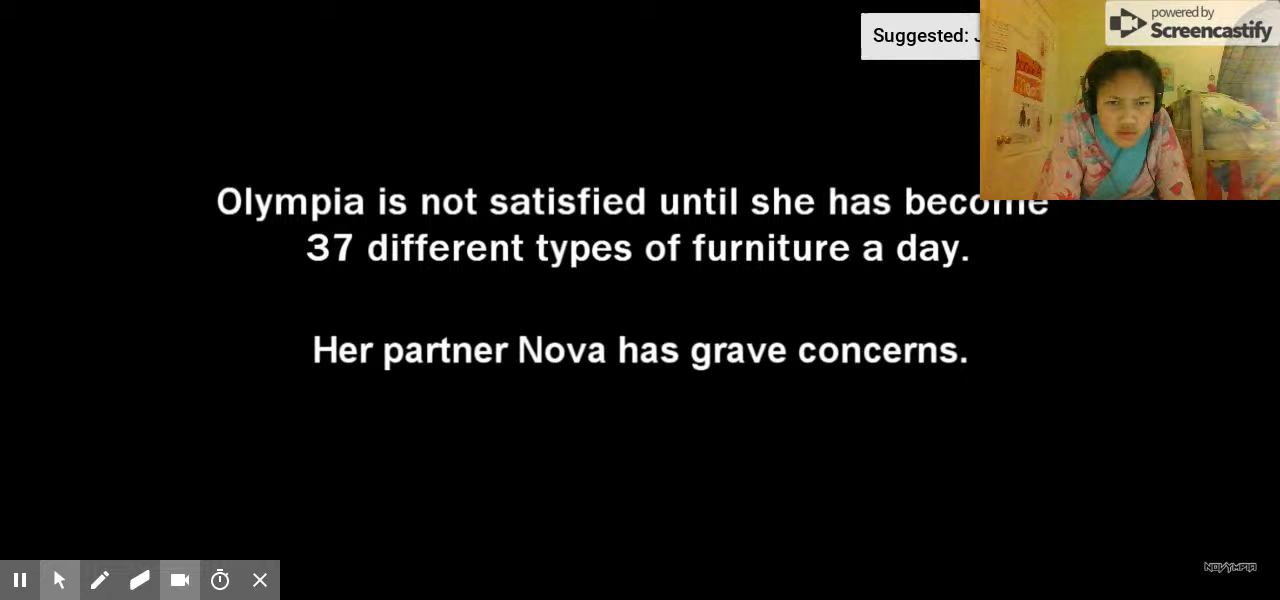 powered by
Screencastify
Suggested:
Olympia is not satisfied until she has become
37 different types of furniture a day.
Her partner Nova has grave concerns.
NOVYMPIA